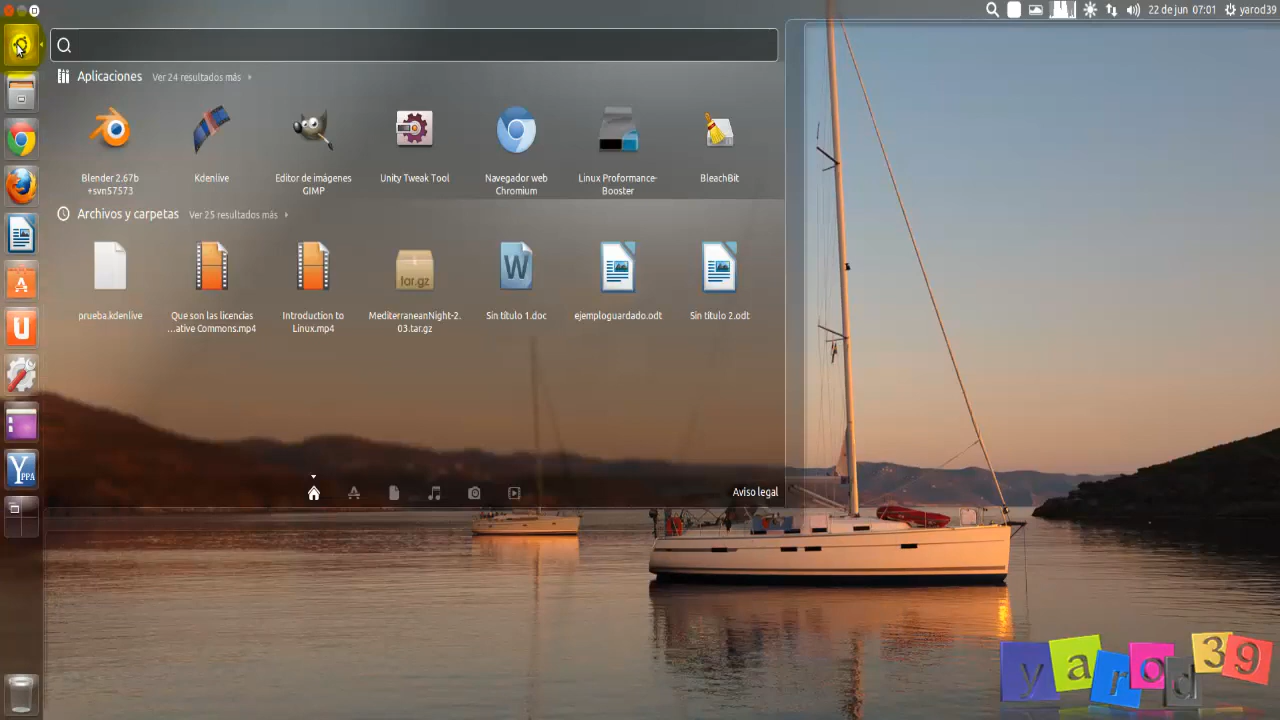 22 de jun 07:01
yarod39
Aplicaciones
Ver 24 resultados más
Blender 2.67b
+svn57573
Kdenlive
Editor de imágenes
GIMP
Unity Tweak Tool
Navegador web
Chromium
Linux Proformance-
Booster
BleachBit
Archivos y carpetas
Ver 25 resultados más
prueba.kdenlive
Que son las licencias
...ative Commons.mp4
Introduction to
Linux.mp4
tar.gz
MediterraneanNight-2.
03.tar.gz
W
Sin título 1.doc
ejemploguardado.odt
Sin título 2.odt
A
U
Y PPA
Aviso legal
yarod39